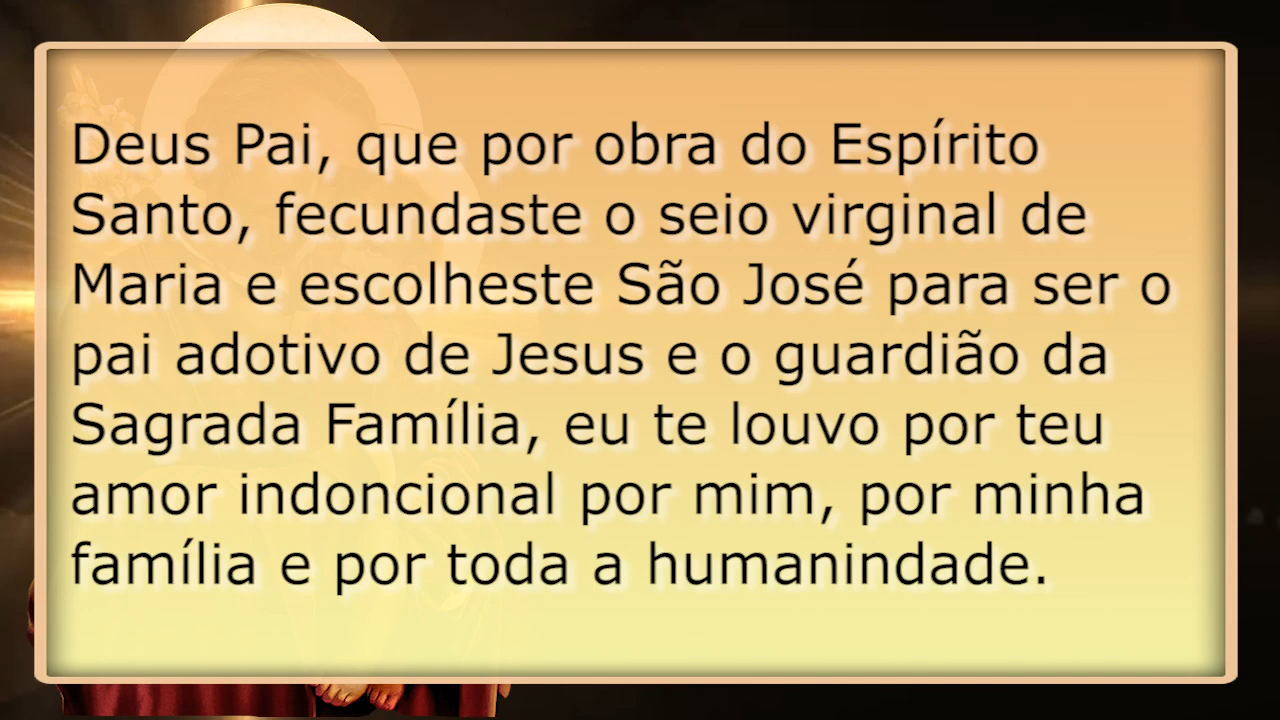 Deus Pai, que por obra do Espírito
Santo, fecundaste o seio virginal de
Maria e escolheste São José para ser o
pai adotivo de Jesus e o guardião da
Sagrada Família, eu te louvo por teu
amor indoncional por mim, por minha
família e por toda a humanindade.